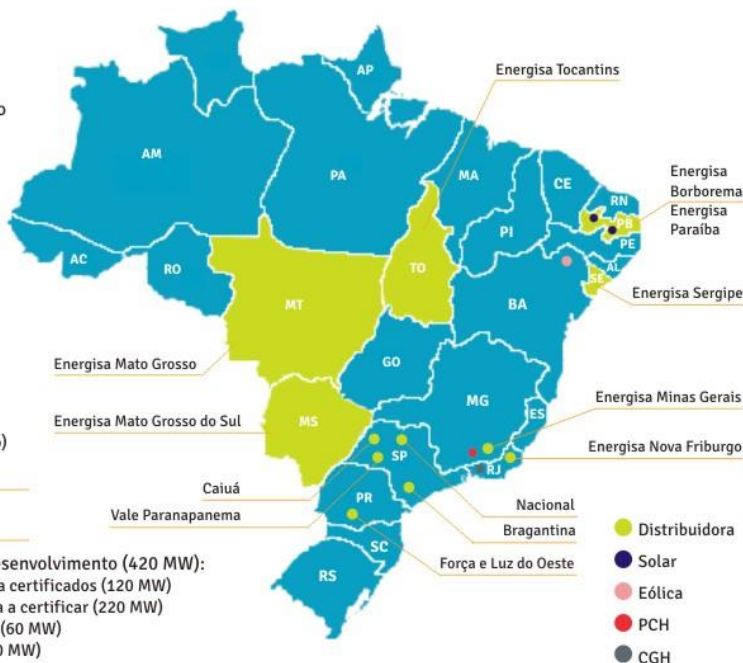 o
Energisa Tocantins
Energisa
Borborema
Energisa
Paraíba
AP
AM
PA
MA
CE
RN
PB
PE
PI
AL
SE
AC
RO
TO
BA
MT
Energisa Sergipe
GO
Energisa Mato Grosso
MG
ES
Energisa Minas Gerais
MS
Energisa Mato Grosso do Sul
SP
RJ
Energisa Nova Friburgo
)
Caiuá
Vale Paranapanema
PR
Nacional
Bragantina
Força e Luz do Oeste
SC
RS
Distribuidora
Solar
Eólica
PCH
CGH
esenvolvimento (420 MW):
a certificados (120 MW)
a a certificar (220 MW)
(60 MW)
0 MW)